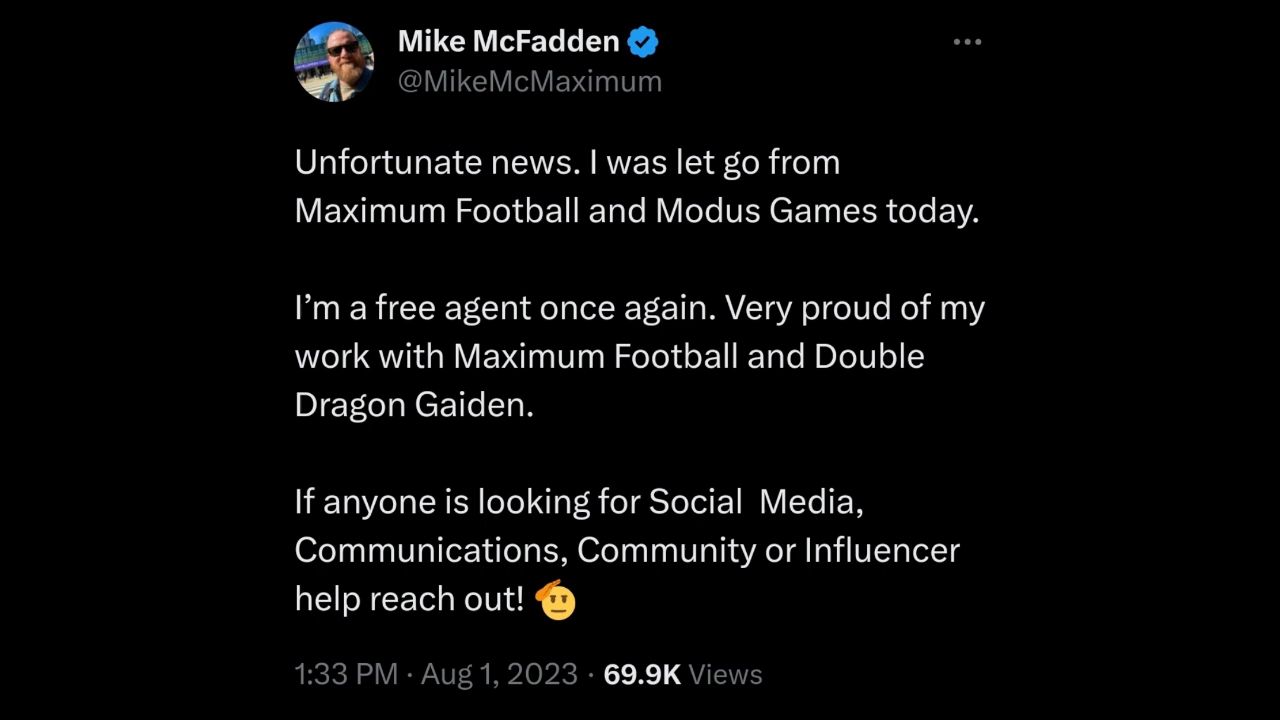 Mike McFadden
@MikeMcMaximum
Unfortunate news. I was let go from
Maximum Football and Modus Games today.
I’m a free agent once again. Very proud of my
work with Maximum Football and Double
Dragon Gaiden.
If anyone is looking for Social  Media,
Communications, Community or Influencer
help reach out! 🫡
1:33 PM · Aug 1, 2023 · 69.9K Views